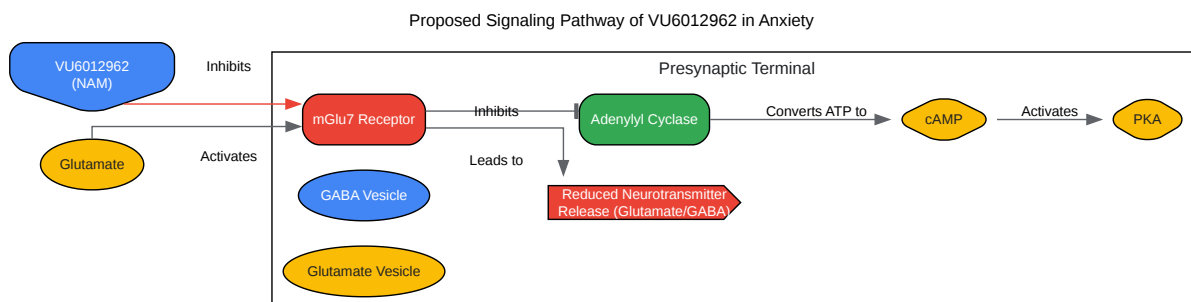 Proposed Signaling Pathway of VU6012962 in Anxiety
VU6012962
(NAM)
Inhibits
Presynaptic Terminal
mGlu7 Receptor
Inhibits
Adenylyl Cyclase
Converts ATP to
cAMP
Activates
PKA
Glutamate
Activates
Leads to
GABA Vesicle
Reduced Neurotransmitter
Release (Glutamate/GABA)
Glutamate Vesicle